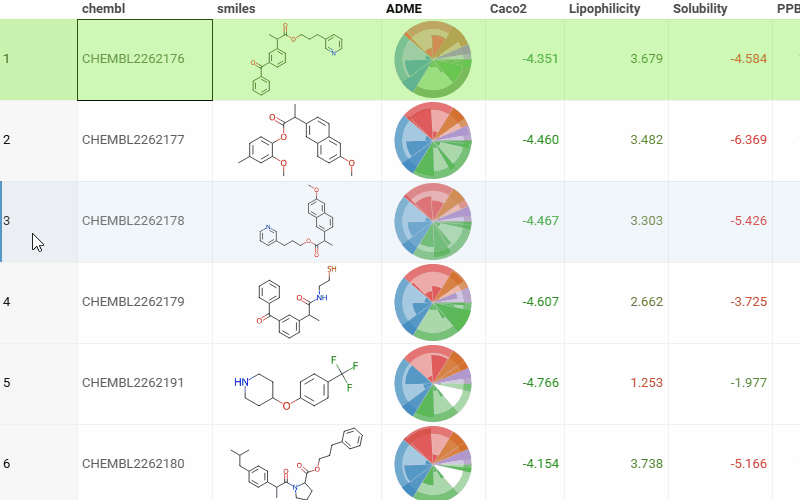 chembl smiles ADME Caco2 Lipophilicity Solubility PPB
1 CHEMBL2262176 O O O N -4.351 3.679 -4.584
2 CHEMBL2262177 O O O O -4.460 3.482 -6.369
3 CHEMBL2262178 O N O O -4.467 3.303 -5.426
4 CHEMBL2262179 SH O NH O -4.607 2.662 -3.725
5 CHEMBL2262191 HN O F F F -4.766 1.253 -1.977
6 CHEMBL2262180 O N O O -4.154 3.738 -5.166